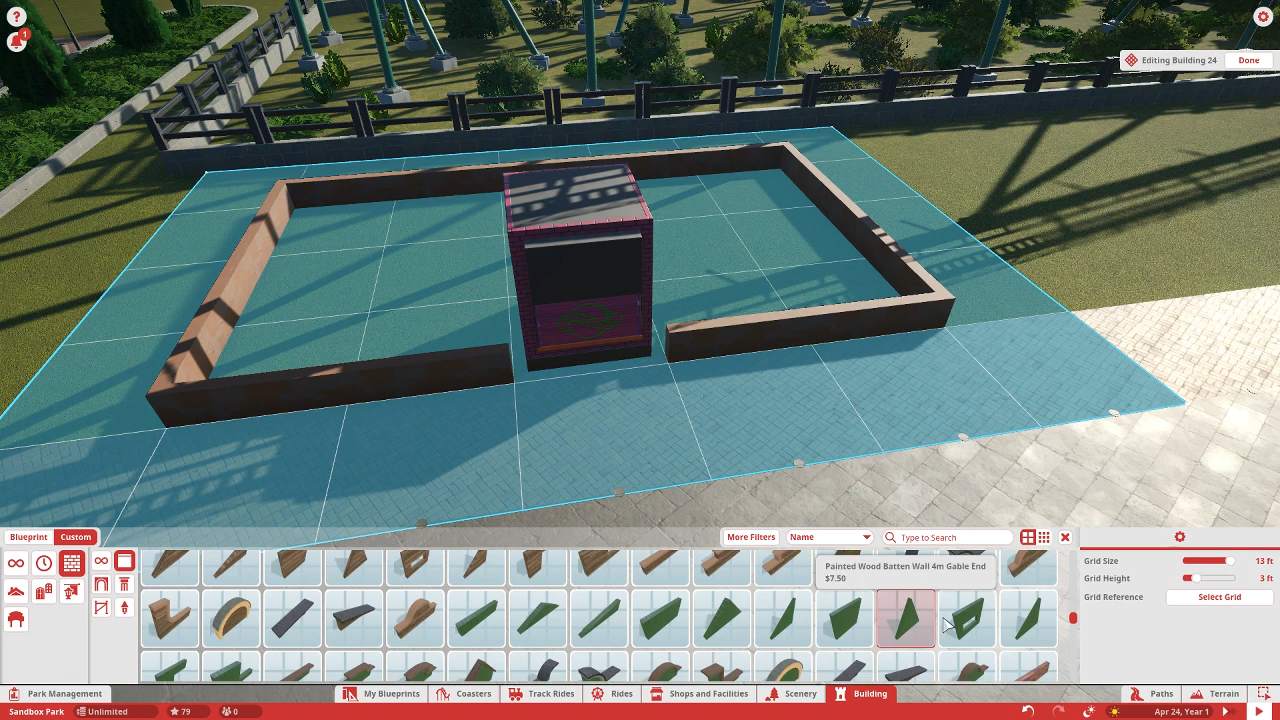 ?
1
Editing Building 24
Done
Blueprint
Custom
More Filters
Name
Type to Search
Painted Wood Batten Wall 4m Gable End
$7.50
Grid Size
13 ft
Grid Height
3 ft
Grid Reference
Select Grid
Park Management
My Blueprints
Coasters
Track Rides
Rides
Shops and Facilities
Scenery
Building
Paths
Terrain
Sandbox Park
Unlimited
79
0
Apr 24, Year 1